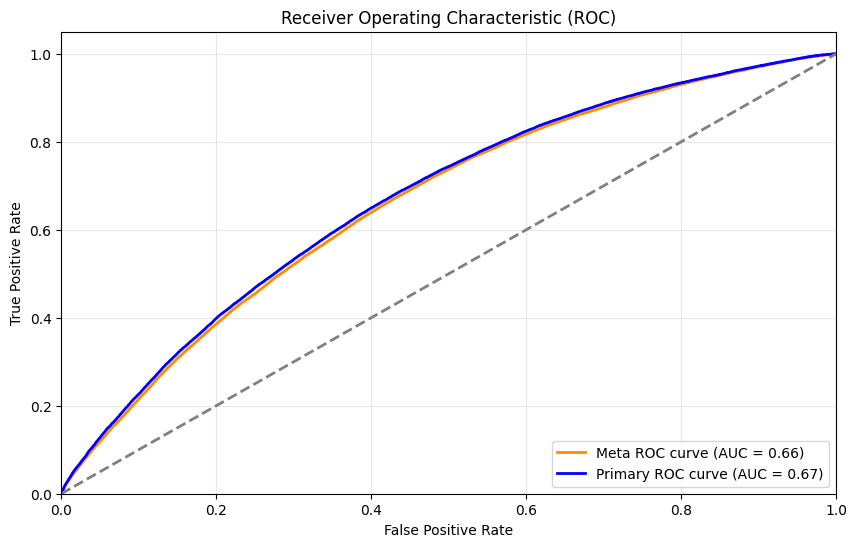 Receiver Operating Characteristic (ROC)
True Positive Rate
1.0
0.8
0.6
0.4
0.2
0.0
0.0 0.2 0.4 0.6 0.8 1.0
False Positive Rate
Meta ROC curve (AUC = 0.66)
Primary ROC curve (AUC = 0.67)